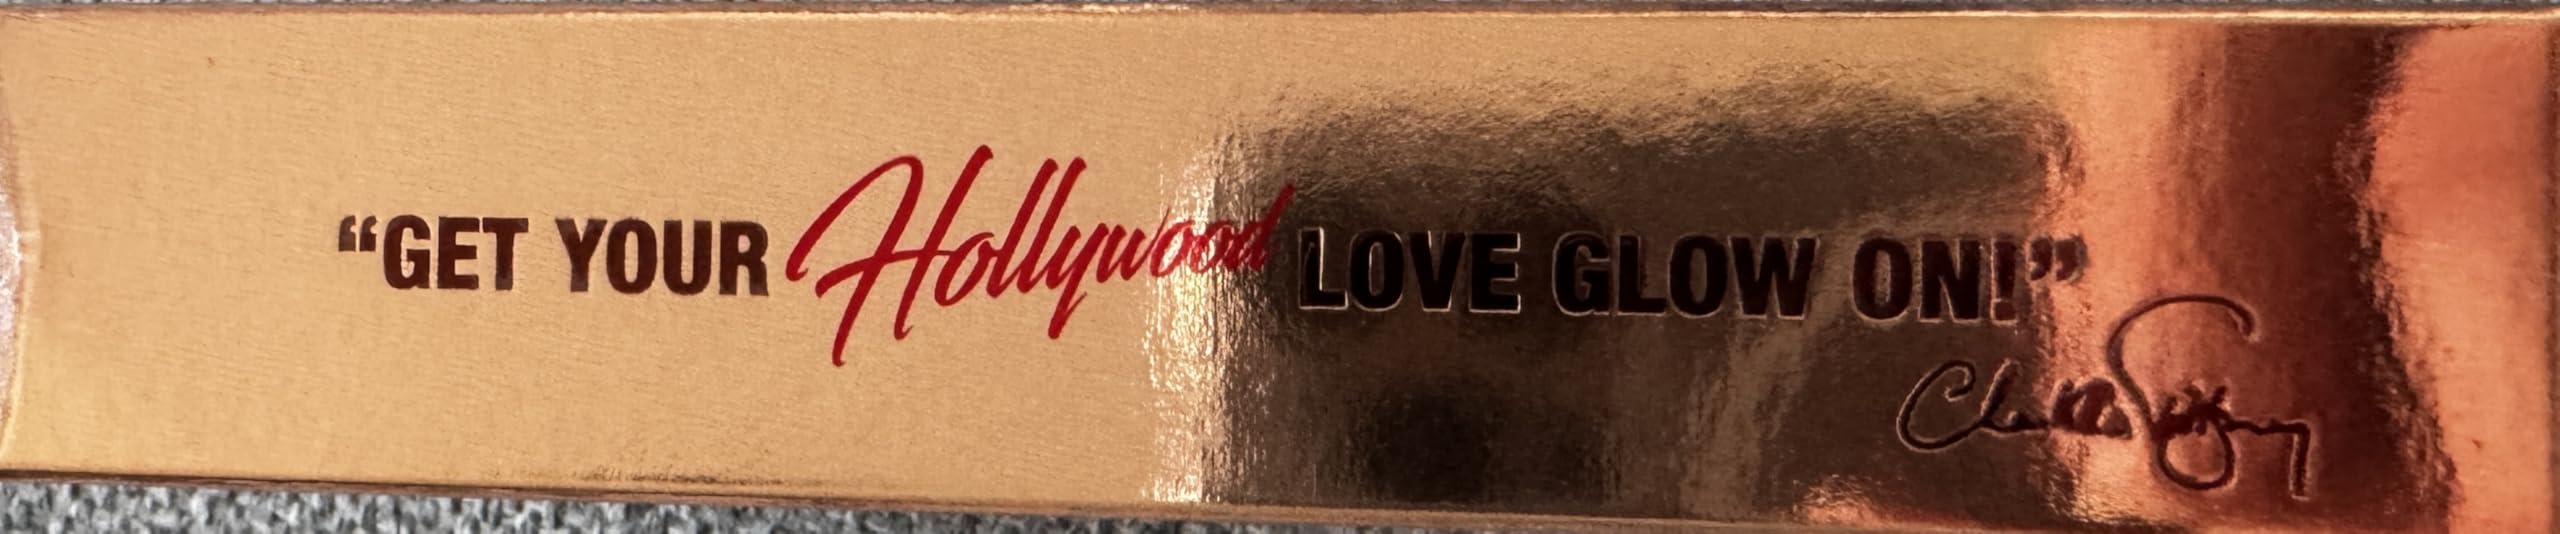 “GET YOUR Hollywood LOVE GLOW ON!”